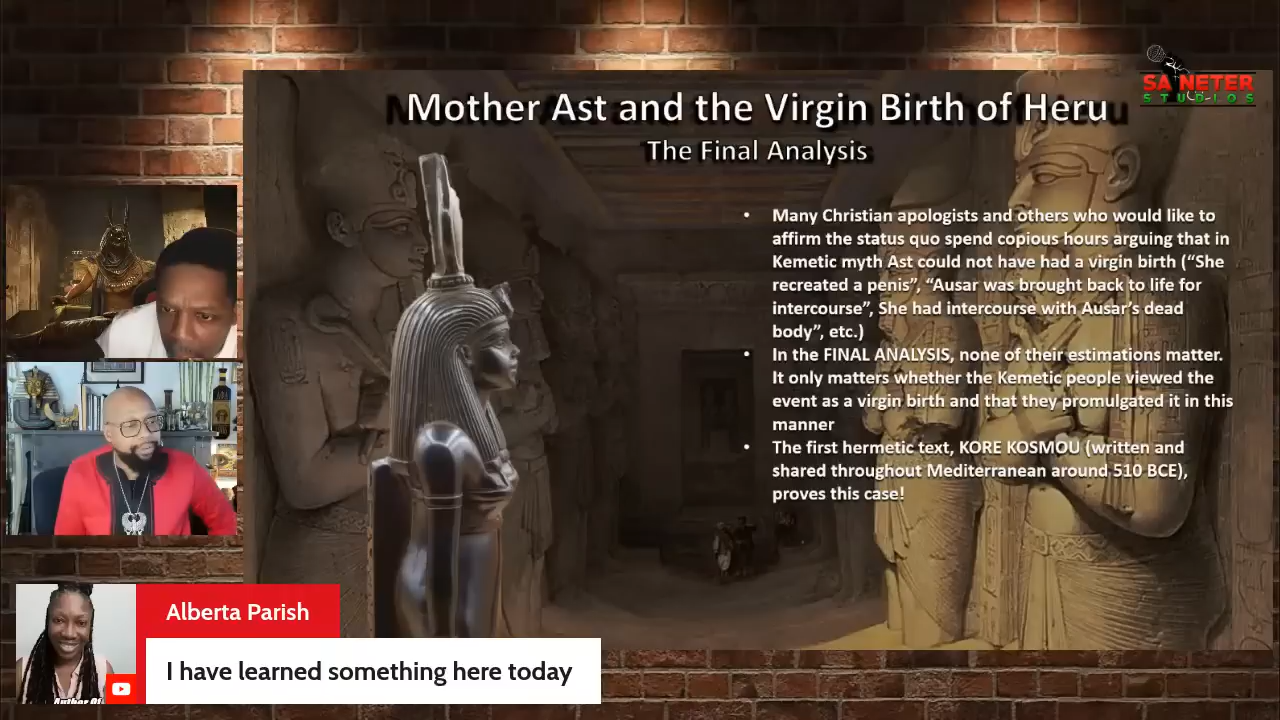 SA NETER
STUDIOS
Mother Ast and the Virgin Birth of Heru
The Final Analysis
• Many Christian apologists and others who would like to
affirm the status quo spend copious hours arguing that in
Kemetic myth Ast could not have had a virgin birth (“She
recreated a penis”, “Ausar was brought back to life for
intercourse”, She had intercourse with Ausar’s dead
body”, etc.)
• In the FINAL ANALYSIS, none of their estimations matter.
It only matters whether the Kemetic people viewed the
event as a virgin birth and that they promulgated it in this
manner
• The first hermetic text, KORE KOSMOU (written and
shared throughout Mediterranean around 510 BCE),
proves this case!
Alberta Parish
I have learned something here today